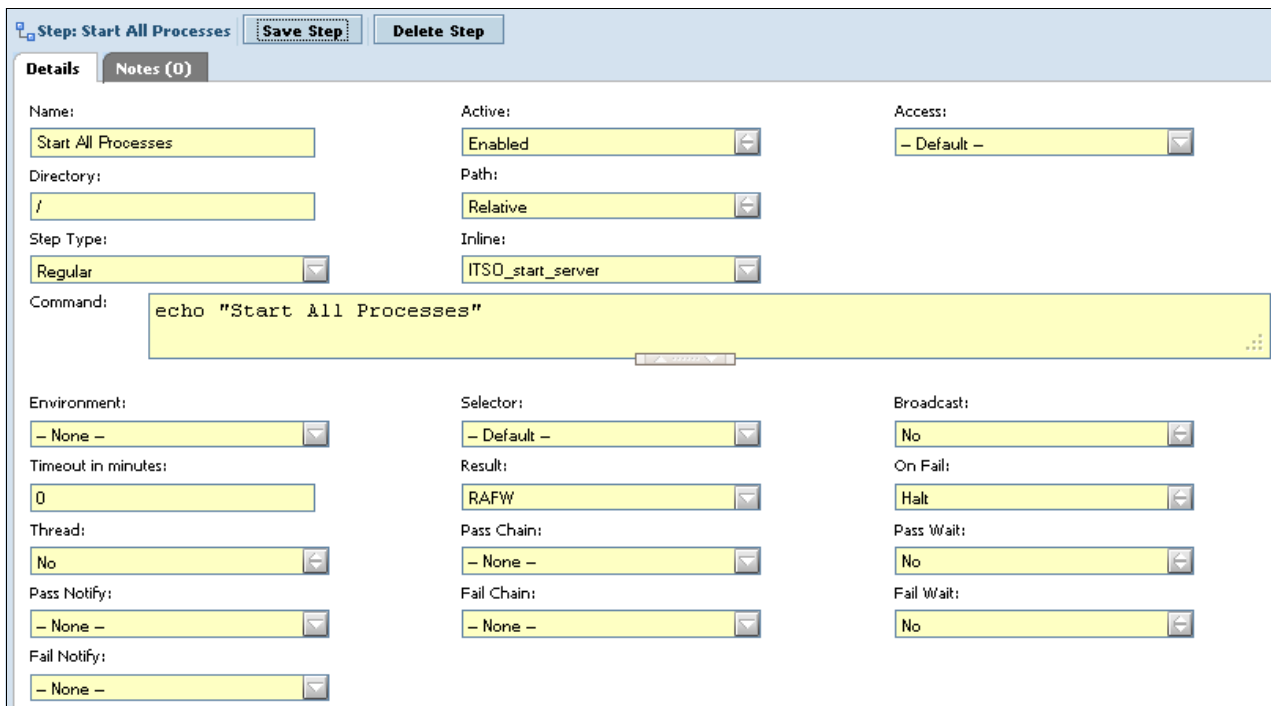 Step: Start All Processes Save Step Delete Step
Details Notes (0)
Name: Active: Access:
Start All Processes Enabled – Default –
Directory: Path:
/ Relative
Step Type: Inline:
Regular ITSO_start_server
Command: echo "Start All Processes"
Environment: Selector: Broadcast:
– None – – Default – No
Timeout in minutes: Result: On Fail:
0 RAFW Halt
Thread: Pass Chain: Pass Wait:
No – None – No
Pass Notify: Fail Chain: Fail Wait:
– None – – None – No
Fail Notify:
– None –